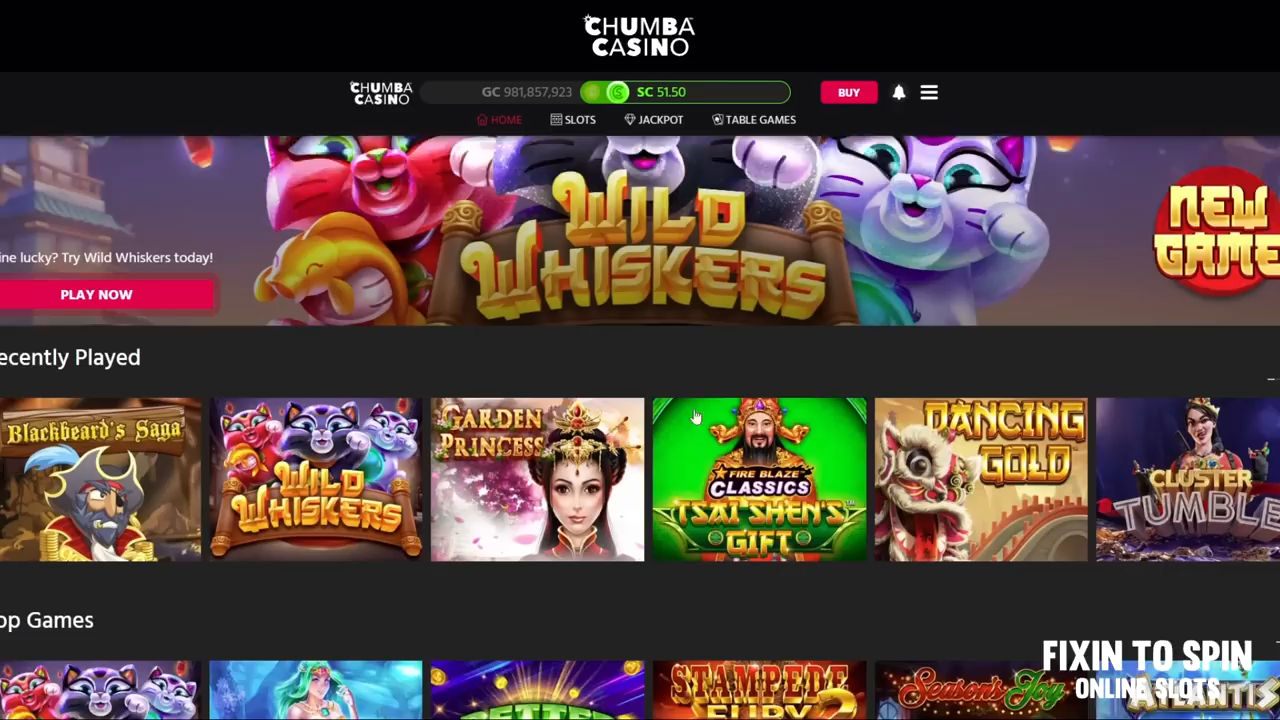 CHUMBA
CASINO
CHUMBA
CASINO
GC 981,857,923
SC 51.50
BUY
HOME
SLOTS
JACKPOT
TABLE GAMES
WILD
WHISKERS
NEW
GAME
ine lucky? Try Wild Whiskers today!
PLAY NOW
ecently Played
Blackbeard's Saga
WILD
WHISKERS
GARDEN
PRINCESS
FIRE BLAZE
CLASSICS
TSAI SHEN'S
GIFT
DANCING
GOLD
CLUSTER
TUMBLE
op Games
STAMPEDE
FURY 2
Season's Joy
FIXIN TO SPIN
ONLINE SLOTS